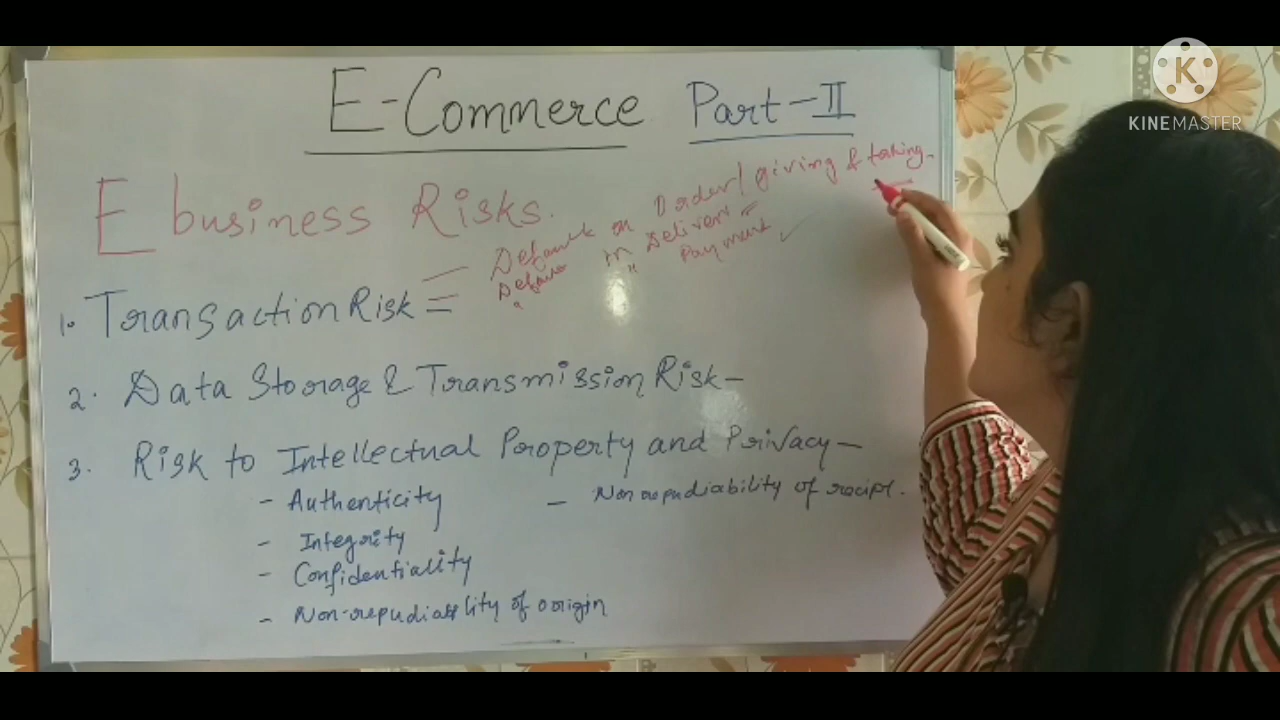 E-Commerce Part-II
E business Risks.
Default on Order/giving & taking.
Default in Deliver
" " Payment
1. Transaction Risk =
2. Data Storage & Transmission Risk-
3. Risk to Intellectual Property and Privacy-
- Authenticity - Non repudiability of recipt.
- Integrity
- Confidentiality
- Non-repudiability of origin
K
KINEMASTER